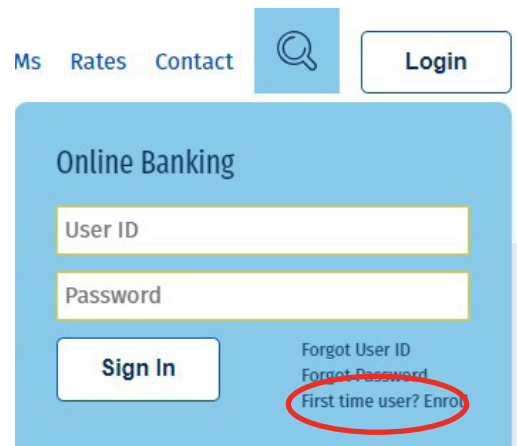 Ms Rates Contact Login
Online Banking
User ID
Password
Sign In
Forgot User ID
Forgot Password
First time user? Enroll